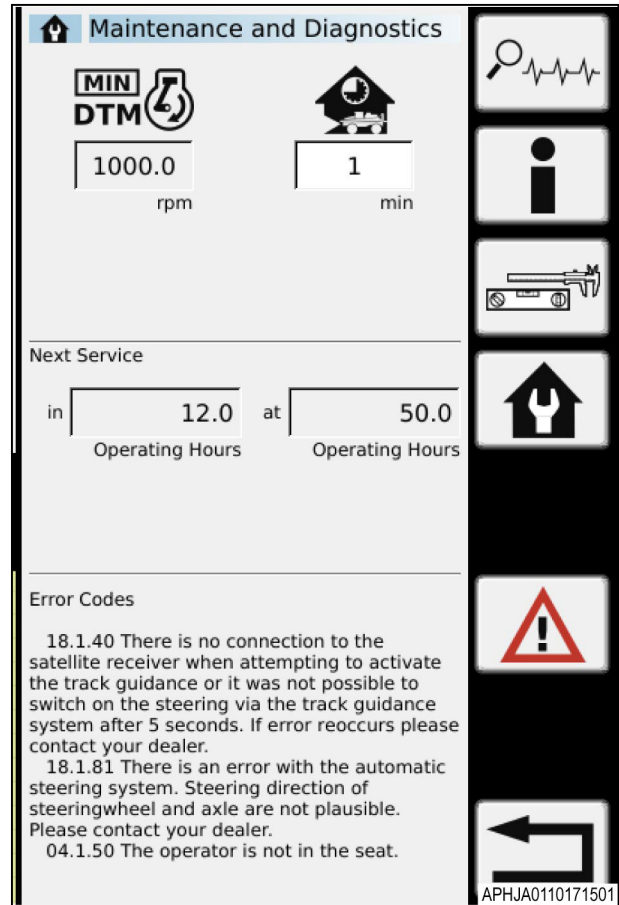 Maintenance and Diagnostics
MIN
DTM
1000.0
rpm
1
min
Next Service
in 12.0 at 50.0
Operating Hours Operating Hours
Error Codes
18.1.40 There is no connection to the
satellite receiver when attempting to activate
the track guidance or it was not possible to
switch on the steering via the track guidance
system after 5 seconds. If error reoccurs please
contact your dealer.
18.1.81 There is an error with the automatic
steering system. Steering direction of
steeringwheel and axle are not plausible.
Please contact your dealer.
04.1.50 The operator is not in the seat.
APHJA0110171501